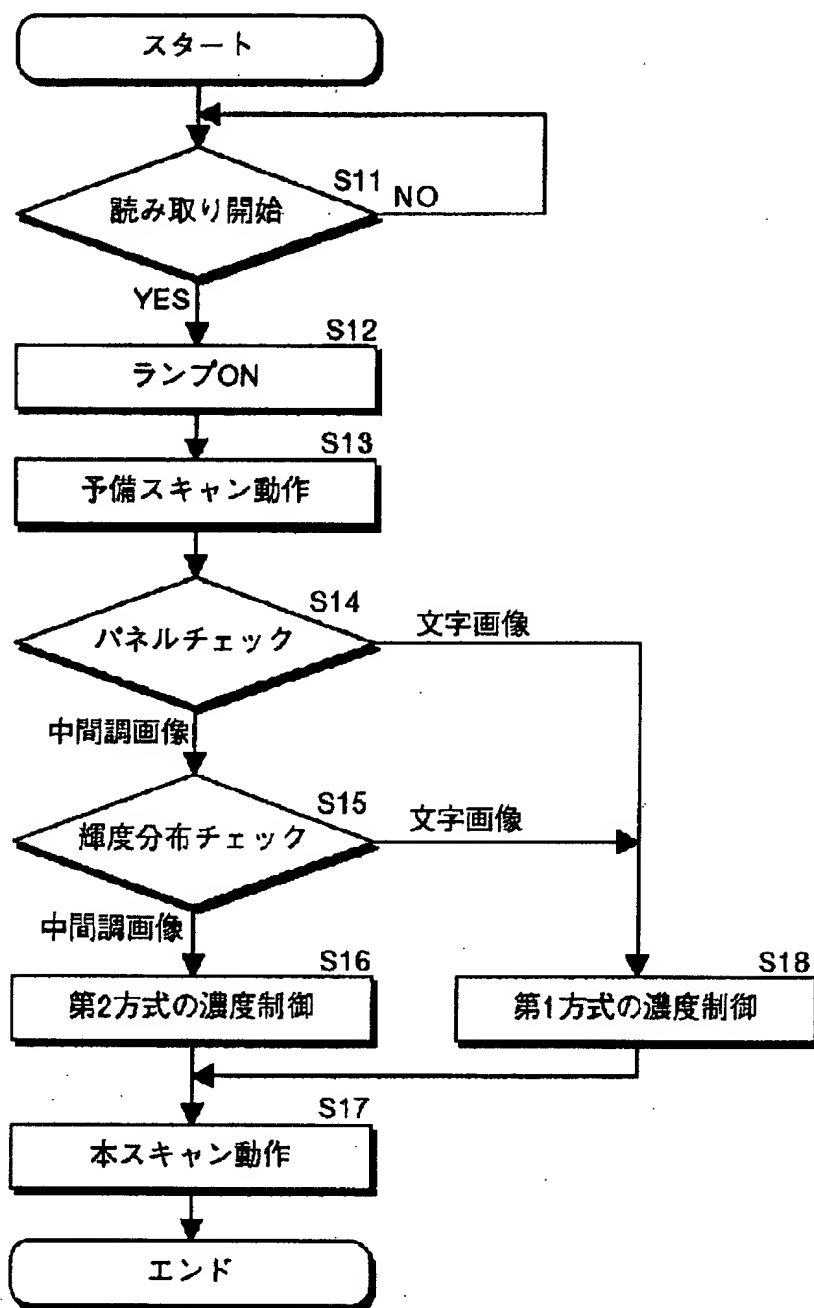 スタート
S11
読み取り開始
NO
YES
S12
ランプON
S13
予備スキャン動作
S14
パネルチェック
文字画像
中間調画像
S15
輝度分布チェック
文字画像
中間調画像
S16
第2方式の濃度制御
S18
第1方式の濃度制御
S17
本スキャン動作
エンド